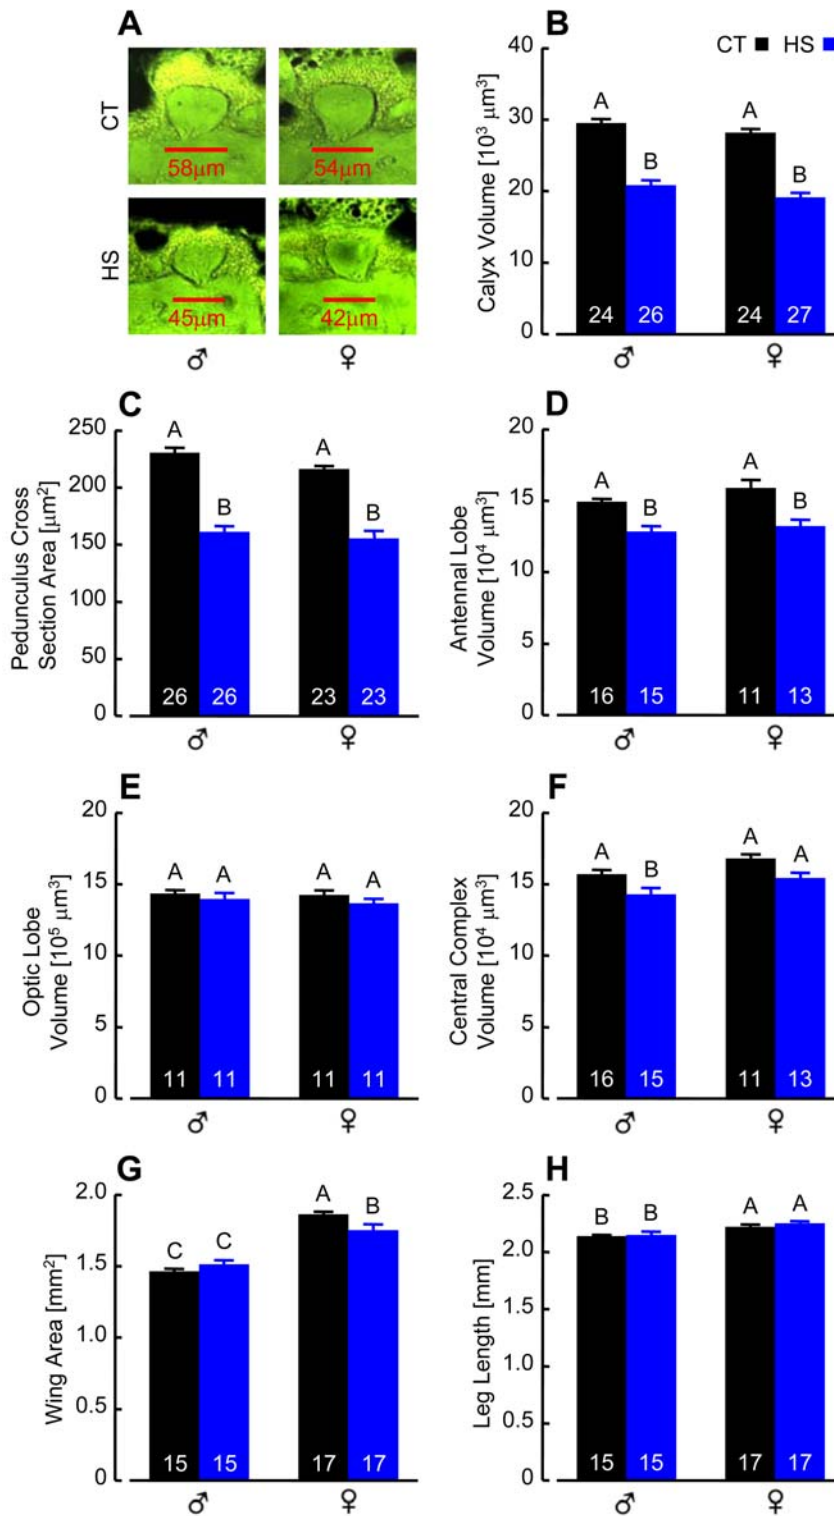 A
CT
58μm
54μm
HS
45μm
42μm
♂ ♀
B
CT HS
Calyx Volume [10³ μm³]
40
30
20
10
0
A
B
A
B
24 26 24 27
♂ ♀
C
Pedunculus Cross
Section Area [μm²]
250
200
150
100
50
0
A
B
A
B
26 26 23 23
♂ ♀
D
Antennal Lobe
Volume [10⁴ μm³]
20
15
10
5
0
A
B
A
B
16 15 11 13
♂ ♀
E
Optic Lobe
Volume [10⁵ μm³]
20
15
10
5
0
A A A A
11 11 11 11
♂ ♀
F
Central Complex
Volume [10⁴ μm³]
20
15
10
5
0
A
B
A
A
16 15 11 13
♂ ♀
G
Wing Area [mm²]
2.0
1.5
1.0
0.5
0
C C A B
15 15 17 17
♂ ♀
H
Leg Length [mm]
2.5
2.0
1.5
1.0
0.5
0
B B A A
15 15 17 17
♂ ♀